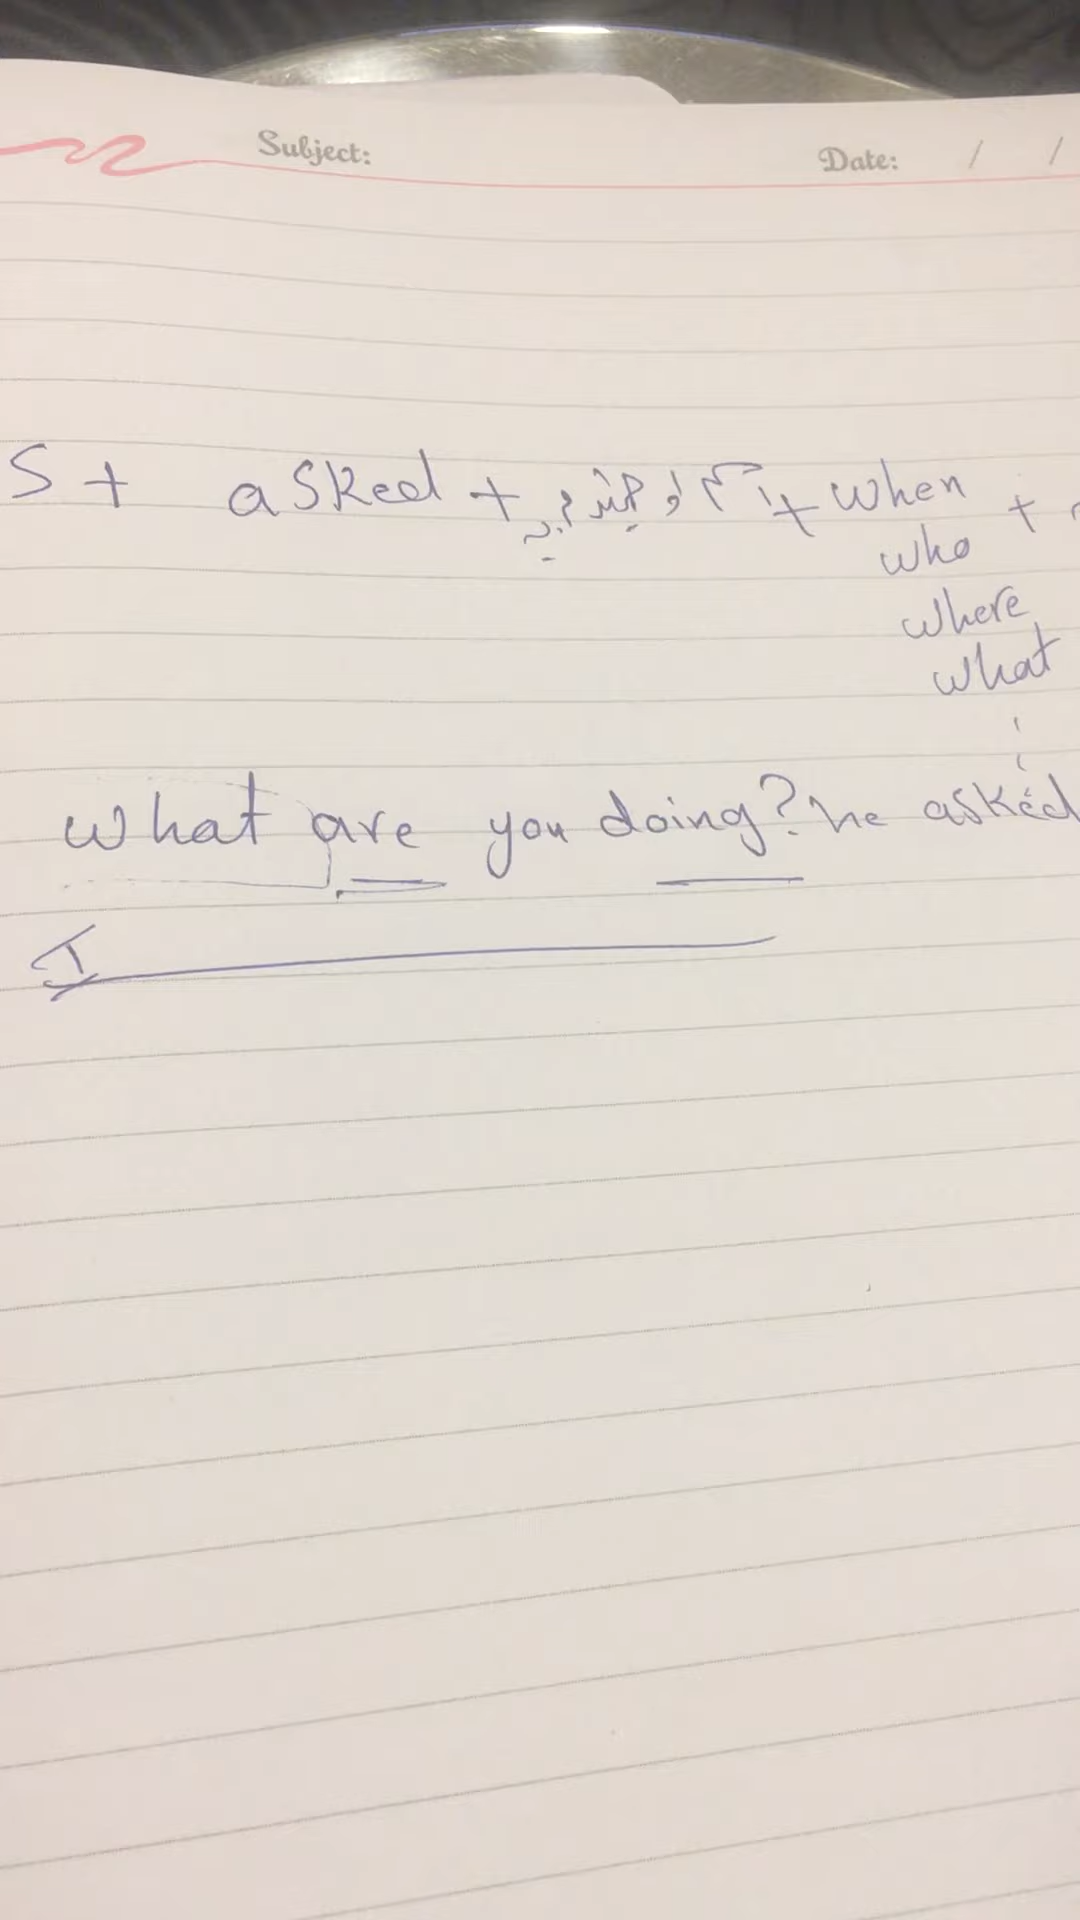 Subject:
Date: / /
S + asked + + when +
who
where
what
what are you doing? he asked
I